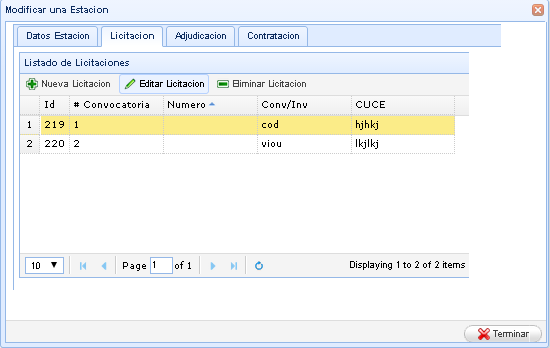 Modificar una Estacion
Datos Estacion Licitacion Adjudicacion Contratacion
Listado de Licitaciones
Nueva Licitacion Editar Licitacion Eliminar Licitacion
Id # Convocatoria Numero Conv/Inv CUCE
1 219 1 cod hjhkj
2 220 2 viou lkjlkj
10 Page 1 of 1 Displaying 1 to 2 of 2 items
Terminar